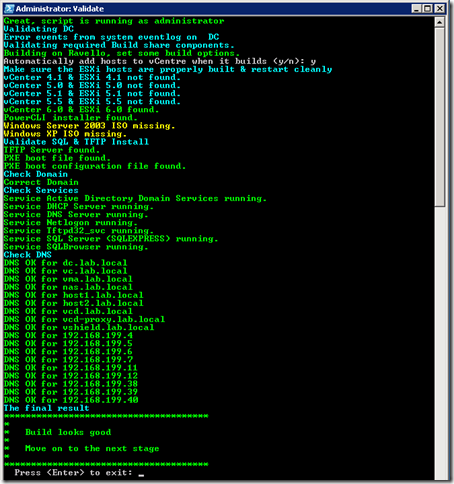 Administrator: Validate
Great, script is running as administrator
Validating DC
Error events from system eventlog on  DC
Validating required Build share components.
Building on Ravello, set some build options.
Automatically add hosts to vCentre when it builds (y/n): y
Make sure the ESXi hosts are properly built & restart cleanly
vCenter 4.1 & ESXi 4.1 not found.
vCenter 5.0 & ESXi 5.0 not found.
vCenter 5.1 & ESXi 5.1 not found.
vCenter 5.5 & ESXi 5.5 not found.
vCenter 6.0 & ESXi 6.0 found.
PowerCLI installer found.
Windows Server 2003 ISO missing.
Windows XP ISO missing.
Validate SQL & TFTP Install
TFTP Server found.
PXE boot file found.
PXE boot configuration file found.
Check Domain
Correct Domain
Check Services
Service Active Directory Domain Services running.
Service DHCP Server running.
Service DNS Server running.
Service Netlogon running.
Service Tftpd32_svc running.
Service SQL Server (SQLEXPRESS) running.
Service SQLBrowser running.
Check DNS
DNS OK for dc.lab.local
DNS OK for vc.lab.local
DNS OK for vma.lab.local
DNS OK for nas.lab.local
DNS OK for host1.lab.local
DNS OK for host2.lab.local
DNS OK for vcd.lab.local
DNS OK for vcd-proxy.lab.local
DNS OK for vshield.lab.local
DNS OK for 192.168.199.4
DNS OK for 192.168.199.5
DNS OK for 192.168.199.6
DNS OK for 192.168.199.7
DNS OK for 192.168.199.11
DNS OK for 192.168.199.12
DNS OK for 192.168.199.38
DNS OK for 192.168.199.39
DNS OK for 192.168.199.40
The final result
***************************************
*
*   Build looks good
*
*   Move on to the next stage
*
***************************************
Press <Enter> to exit: _